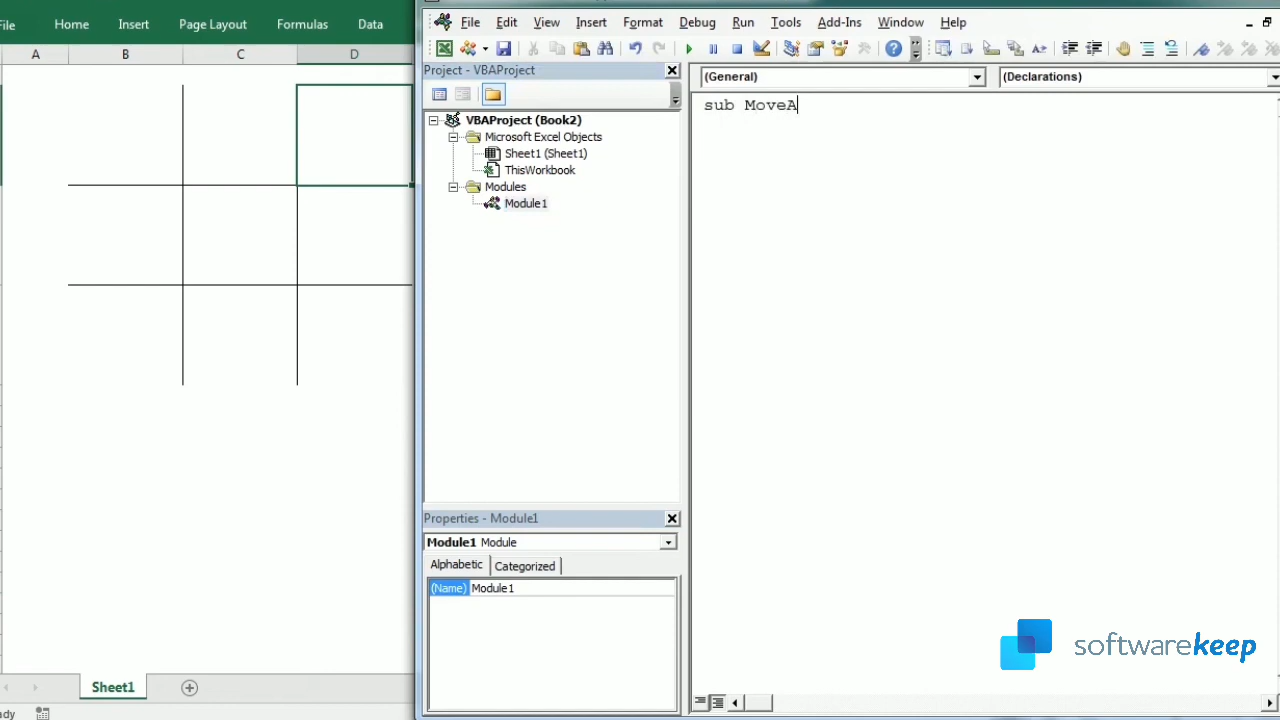 File
Home
Insert
Page Layout
Formulas
Data
A
B
C
D
Sheet1
File Edit View Insert Format Debug Run Tools Add-Ins Window Help
Project - VBAProject
VBAProject (Book2)
Microsoft Excel Objects
Sheet1 (Sheet1)
ThisWorkbook
Modules
Module1
Properties - Module1
Module1 Module
Alphabetic Categorized
(Name) Module1
(General) (Declarations)
sub MoveA
softwarekeep